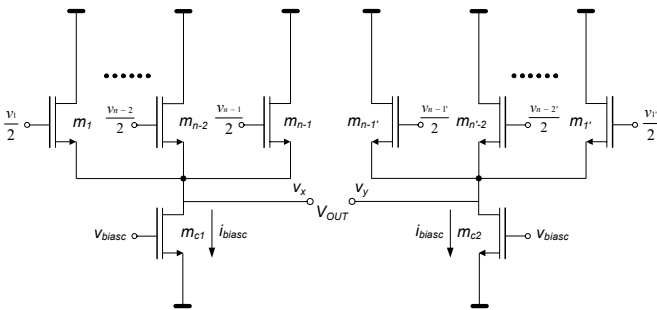 v1/2 m1 vn−2/2 mn-2 vn−1/2 mn-1 mn-1' vn−1'/2 mn'-2 vn−2'/2 m1' v1'/2
vx VOUT vy
vbiasc mc1 ibiasc ibiasc mc2 vbiasc